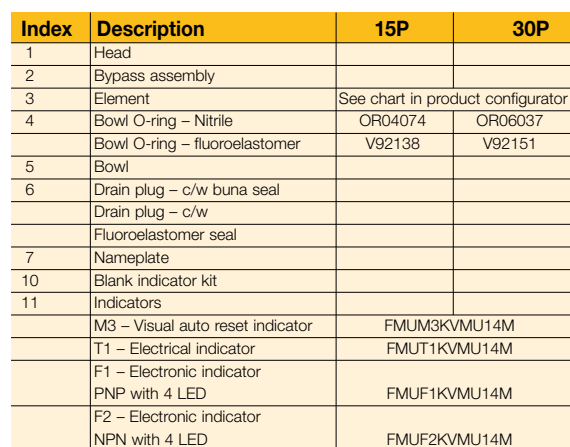 Index Description 15P 30P
1 Head
2 Bypass assembly
3 Element See chart in product configurator
4 Bowl O-ring – Nitrile OR04074 OR06037
Bowl O-ring – fluoroelastomer V92138 V92151
5 Bowl
6 Drain plug – c/w buna seal
Drain plug – c/w
Fluoroelastomer seal
7 Nameplate
10 Blank indicator kit
11 Indicators
M3 – Visual auto reset indicator FMUM3KVMU14M
T1 – Electrical indicator FMUT1KVMU14M
F1 – Electronic indicator
PNP with 4 LED FMUF1KVMU14M
F2 – Electronic indicator
NPN with 4 LED FMUF2KVMU14M